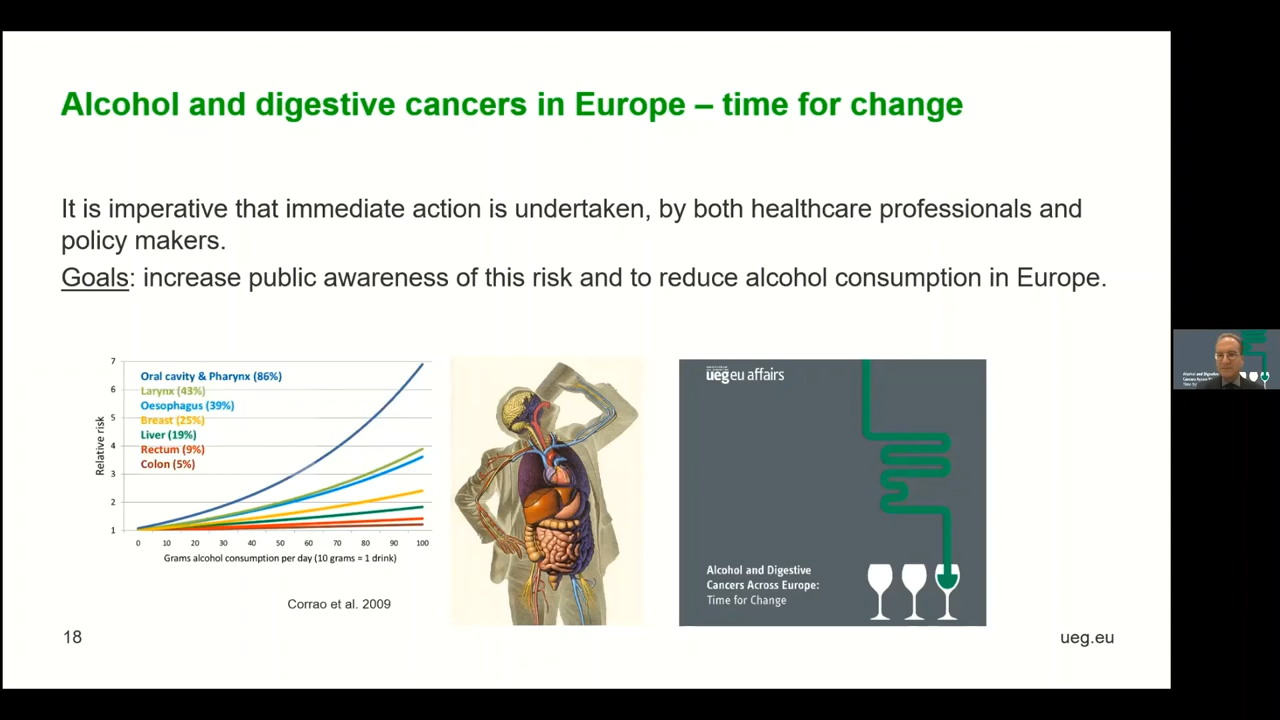 Alcohol and digestive cancers in Europe – time for change
It is imperative that immediate action is undertaken, by both healthcare professionals and
policy makers.
Goals: increase public awareness of this risk and to reduce alcohol consumption in Europe.
7
6
5
4
3
2
1
Relative risk
Oral cavity & Pharynx (86%)
Larynx (43%)
Oesophagus (39%)
Breast (25%)
Liver (19%)
Rectum (9%)
Colon (5%)
0 10 20 30 40 50 60 70 80 90 100
Grams alcohol consumption per day (10 grams = 1 drink)
Corrao et al. 2009
ueg eu affairs
Alcohol and Digestive
Cancers Across Europe:
Time for Change
18
ueg.eu
Alcohol and Digestive